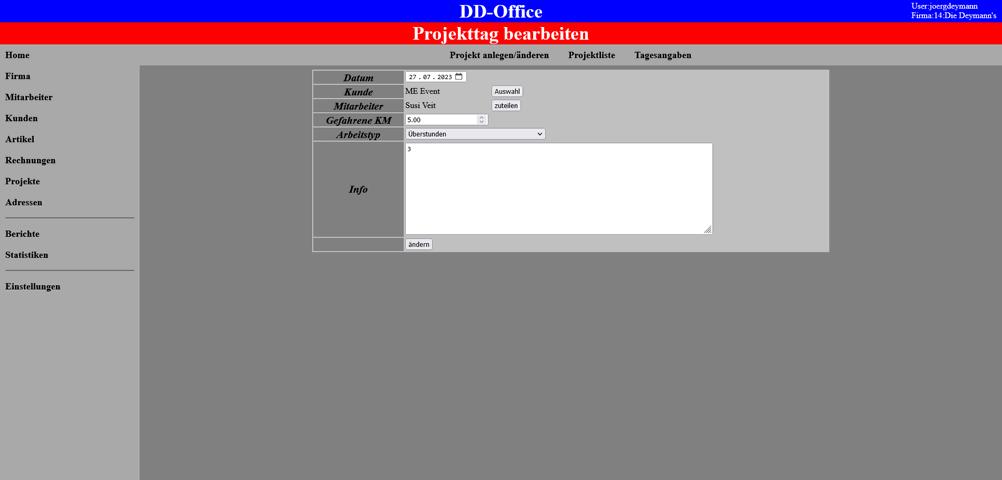 DD-Office
User:joergdeymann
Firma:14:Die Deymann's
Projekttag bearbeiten
Home
Projekt anlegen/änderen Projektliste Tagesangaben
Firma
Mitarbeiter
Kunden
Artikel
Rechnungen
Projekte
Adressen
Berichte
Statistiken
Einstellungen
Datum 27.07.2023
Kunde ME Event Auswahl
Mitarbeiter Susi Veit zuteilen
Gefahrene KM 5.00
Arbeitstyp Überstunden
Info 3
ändern